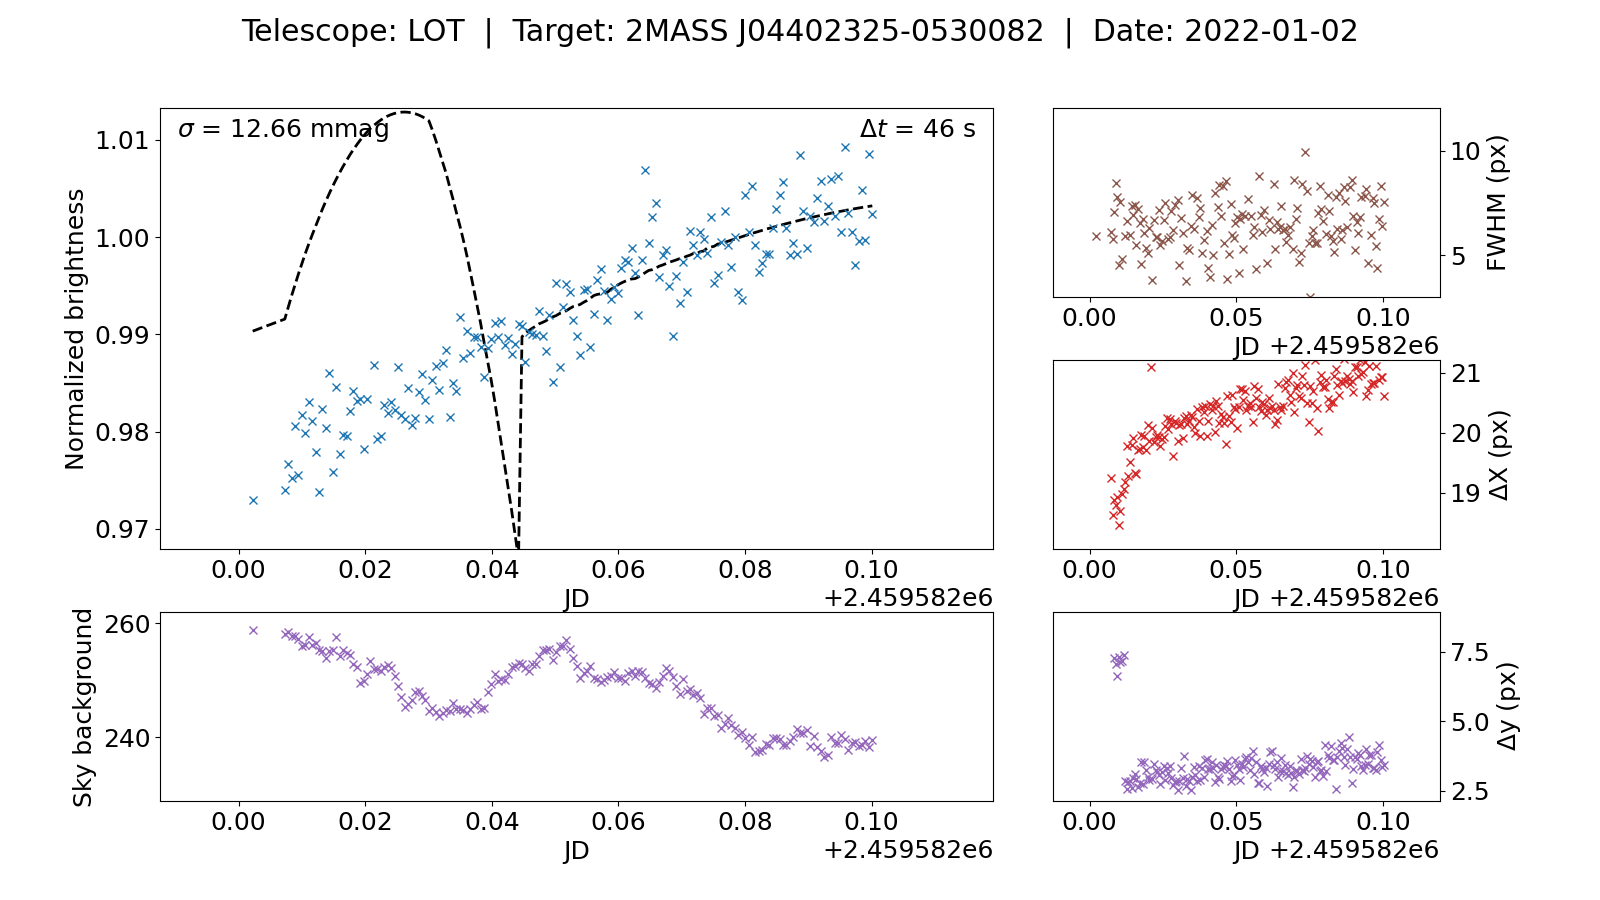 Telescope: LOT | Target: 2MASS J04402325-0530082 | Date: 2022-01-02
σ = 12.66 mmag
Δt = 46 s
Normalized brightness
1.01
1.00
0.99
0.98
0.97
0.00 0.02 0.04 0.06 0.08 0.10
JD
+2.459582e6
FWHM (px)
10
5
0.00 0.05 0.10
JD +2.459582e6
ΔX (px)
21
20
19
0.00 0.05 0.10
JD +2.459582e6
Sky background
260
240
0.00 0.02 0.04 0.06 0.08 0.10
JD
+2.459582e6
Δy (px)
7.5
5.0
2.5
0.00 0.05 0.10
JD +2.459582e6